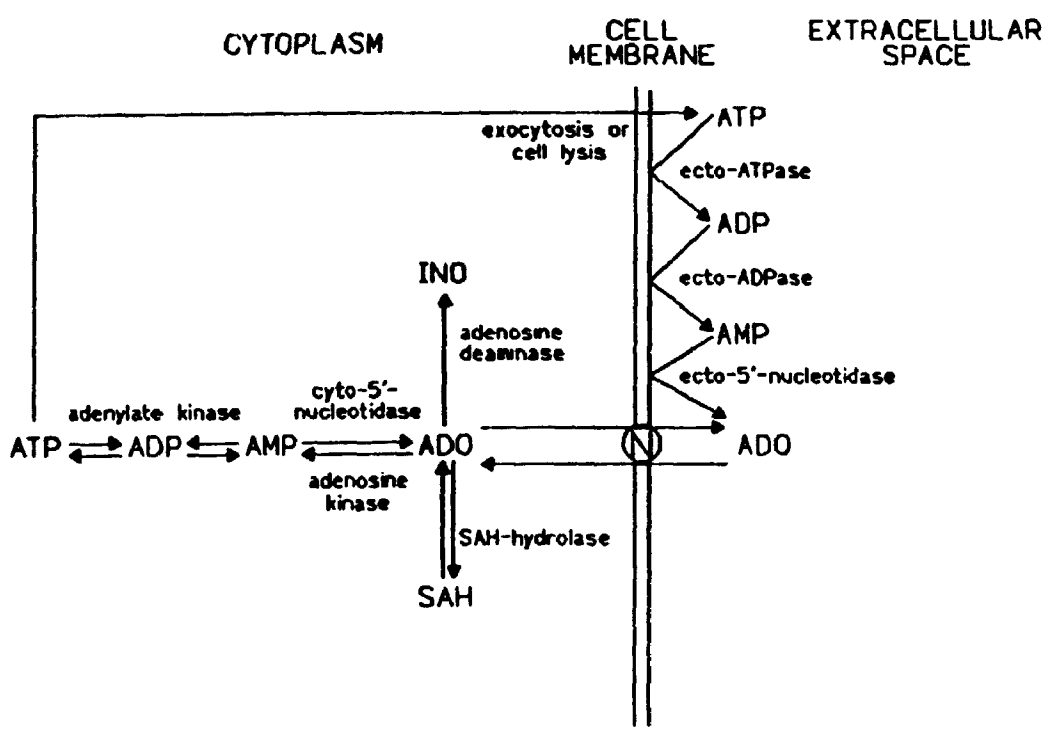 CYTOPLASM
CELL
MEMBRANE
EXTRACELLULAR
SPACE
ATP
exocytosis or
cell lysis
ecto-ATPase
ADP
INO
ecto-ADPase
adenosine
deaminase
AMP
ecto-5'-nucleotidase
cyto-5'-
nucleotidase
adenylate kinase
ATP ADP AMP ADO N ADO
adenosine
kinase
SAH-hydrolase
SAH